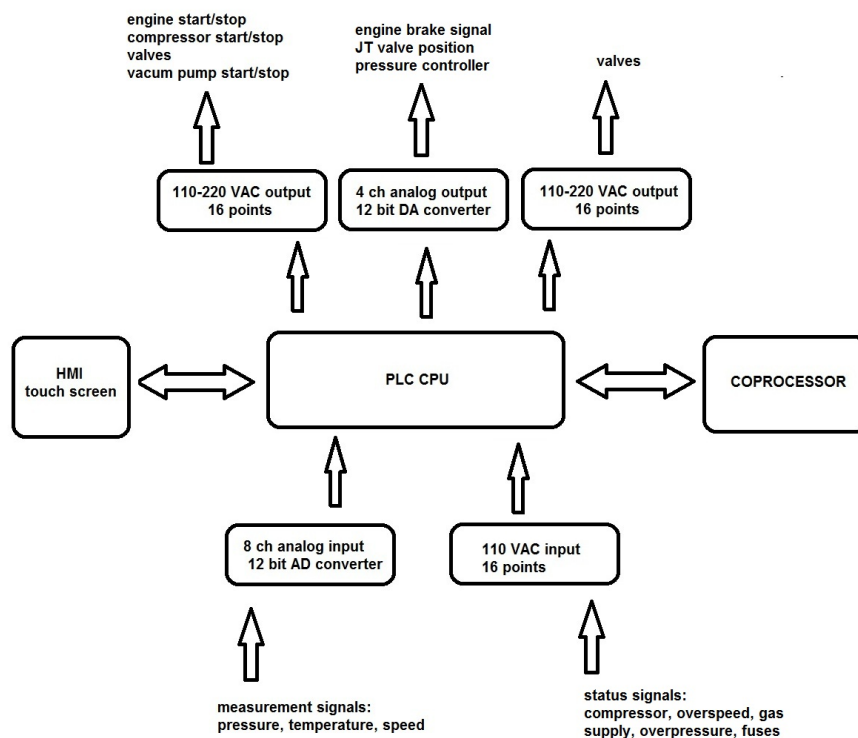 engine start/stop
compressor start/stop
valves
vacum pump start/stop
engine brake signal
JT valve position
pressure controller
valves
110-220 VAC output
16 points
4 ch analog output
12 bit DA converter
110-220 VAC output
16 points
HMI
touch screen
PLC CPU
COPROCESSOR
8 ch analog input
12 bit AD converter
110 VAC input
16 points
measurement signals:
pressure, temperature, speed
status signals:
compressor, overspeed, gas
supply, overpressure, fuses